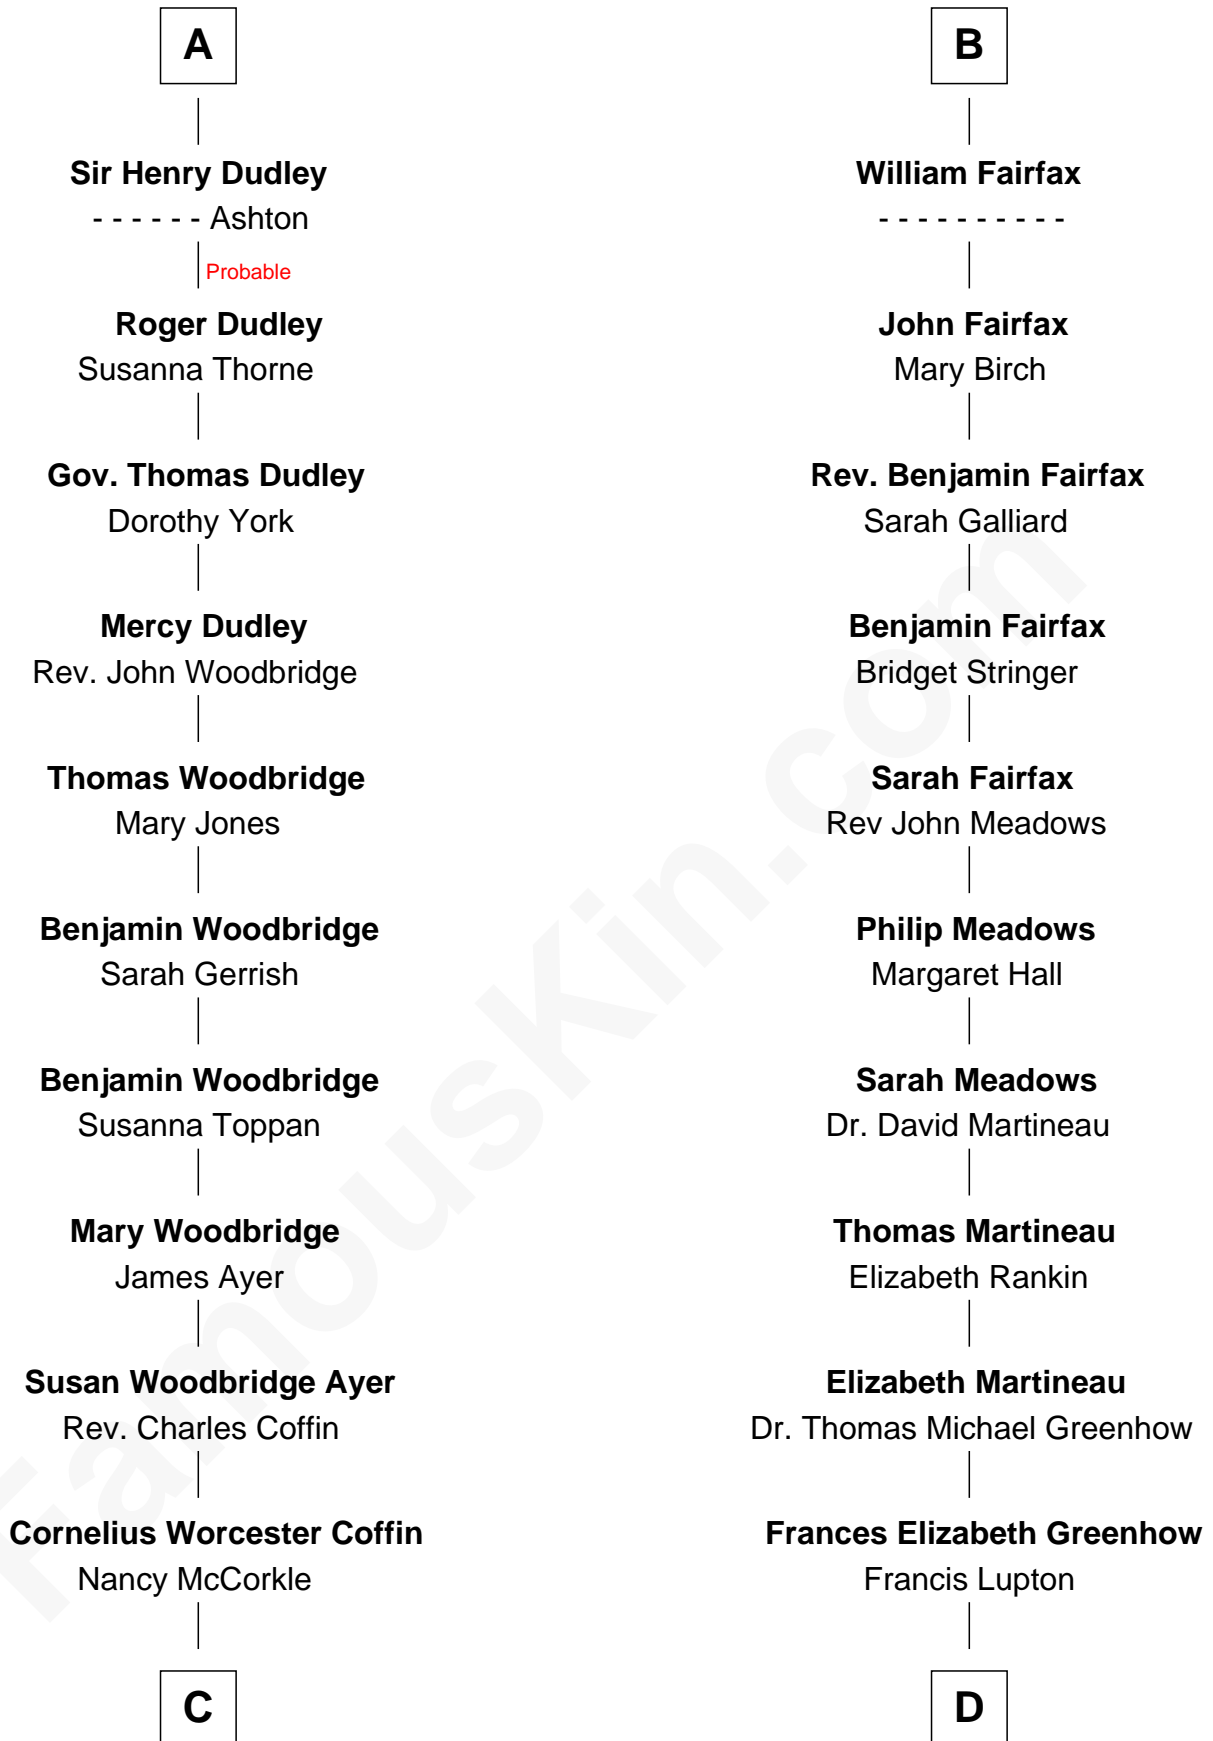 A
Sir Henry Dudley
- - - - - - Ashton
Probable
Roger Dudley
Susanna Thorne
Gov. Thomas Dudley
Dorothy York
Mercy Dudley
Rev. John Woodbridge
Thomas Woodbridge
Mary Jones
Benjamin Woodbridge
Sarah Gerrish
Benjamin Woodbridge
Susanna Toppan
Mary Woodbridge
James Ayer
Susan Woodbridge Ayer
Rev. Charles Coffin
Cornelius Worcester Coffin
Nancy McCorkle
C
B
William Fairfax
- - - - - - - - - -
John Fairfax
Mary Birch
Rev. Benjamin Fairfax
Sarah Galliard
Benjamin Fairfax
Bridget Stringer
Sarah Fairfax
Rev John Meadows
Philip Meadows
Margaret Hall
Sarah Meadows
Dr. David Martineau
Thomas Martineau
Elizabeth Rankin
Elizabeth Martineau
Dr. Thomas Michael Greenhow
Frances Elizabeth Greenhow
Francis Lupton
D
FamousKin.com